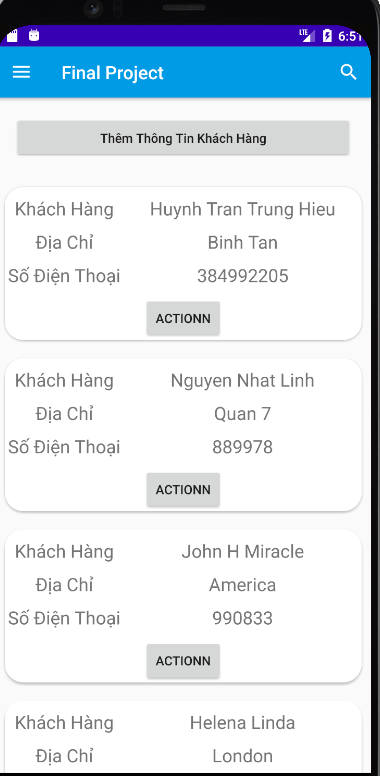 LTE 6:51
Final Project
Thêm Thông Tin Khách Hàng
Khách Hàng Huynh Tran Trung Hieu
Địa Chỉ Binh Tan
Số Điện Thoại 384992205
ACTIONN
Khách Hàng Nguyen Nhat Linh
Địa Chỉ Quan 7
Số Điện Thoại 889978
ACTIONN
Khách Hàng John H Miracle
Địa Chỉ America
Số Điện Thoại 990833
ACTIONN
Khách Hàng Helena Linda
Địa Chỉ London